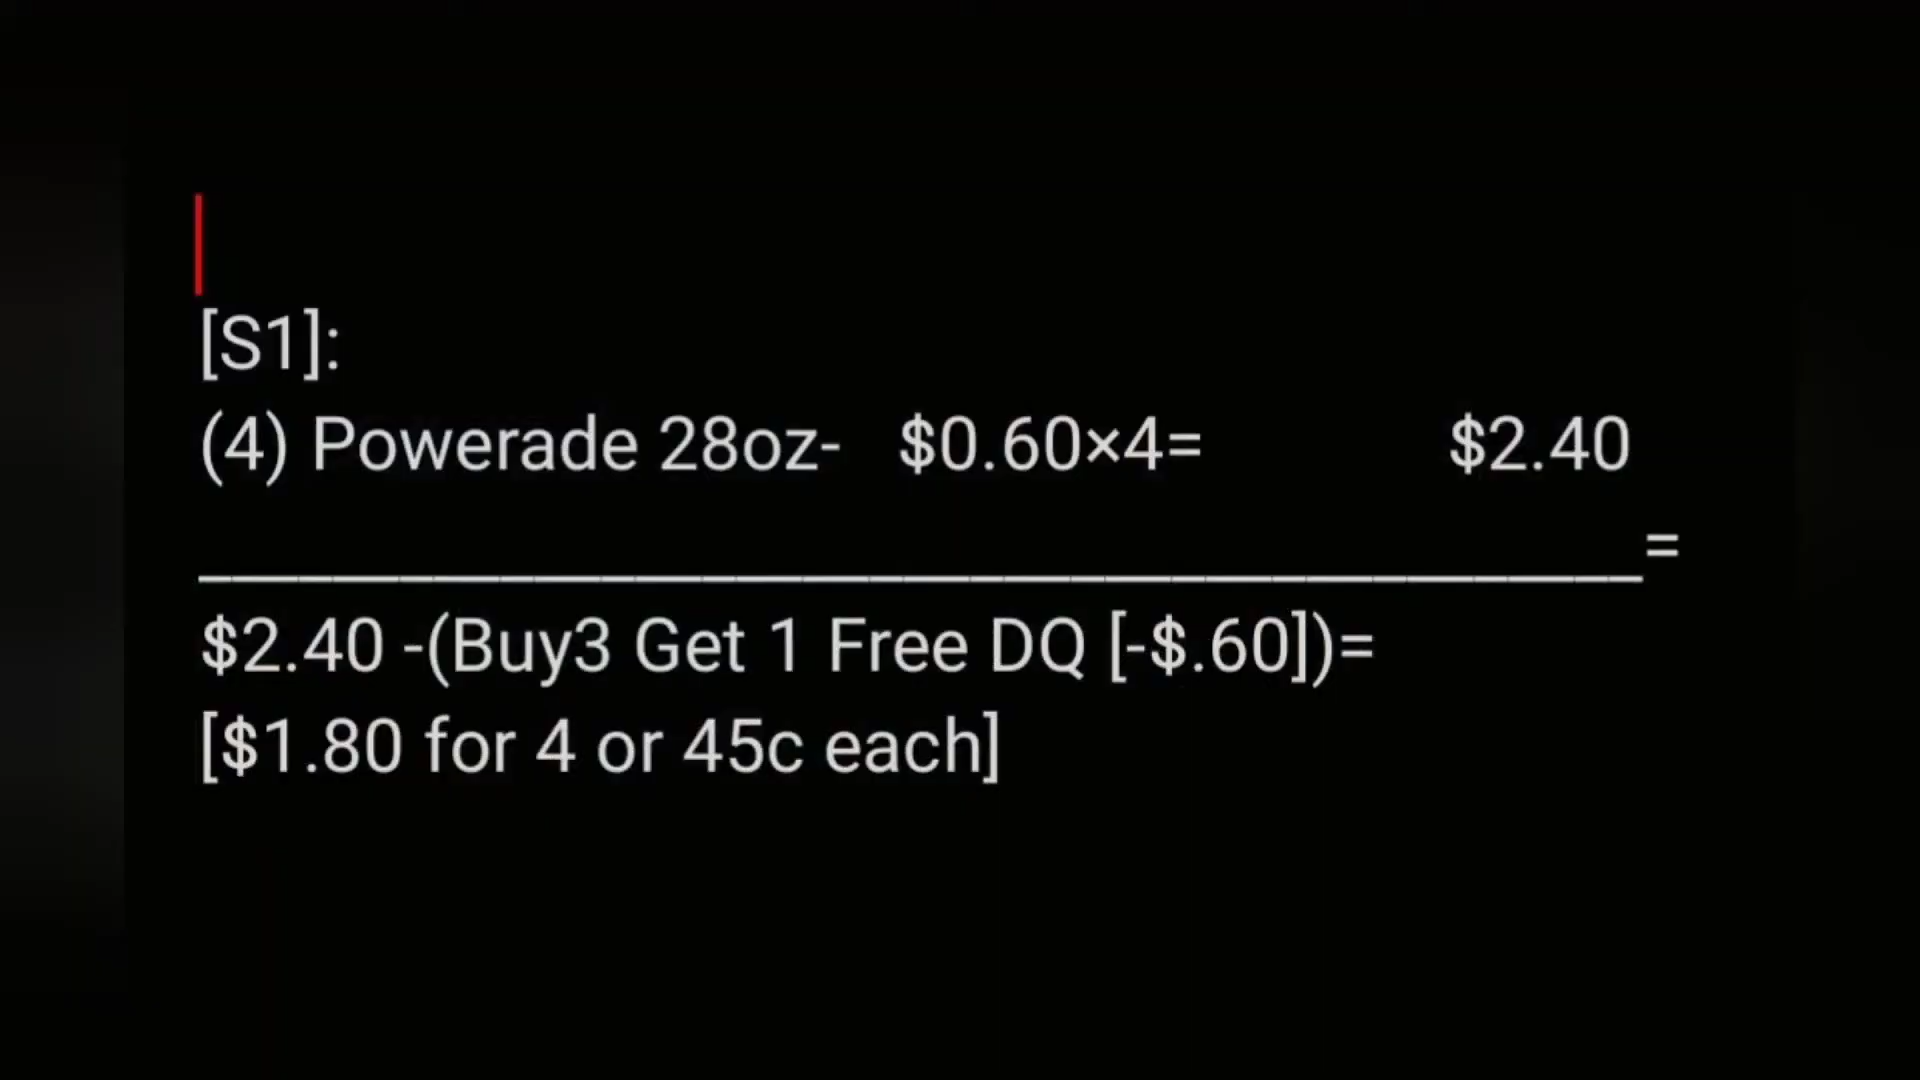 [S1]:
(4) Powerade 28oz- $0.60×4= $2.40
___________________________________________=
$2.40 -(Buy3 Get 1 Free DQ [-$.60])=
[$1.80 for 4 or 45c each]